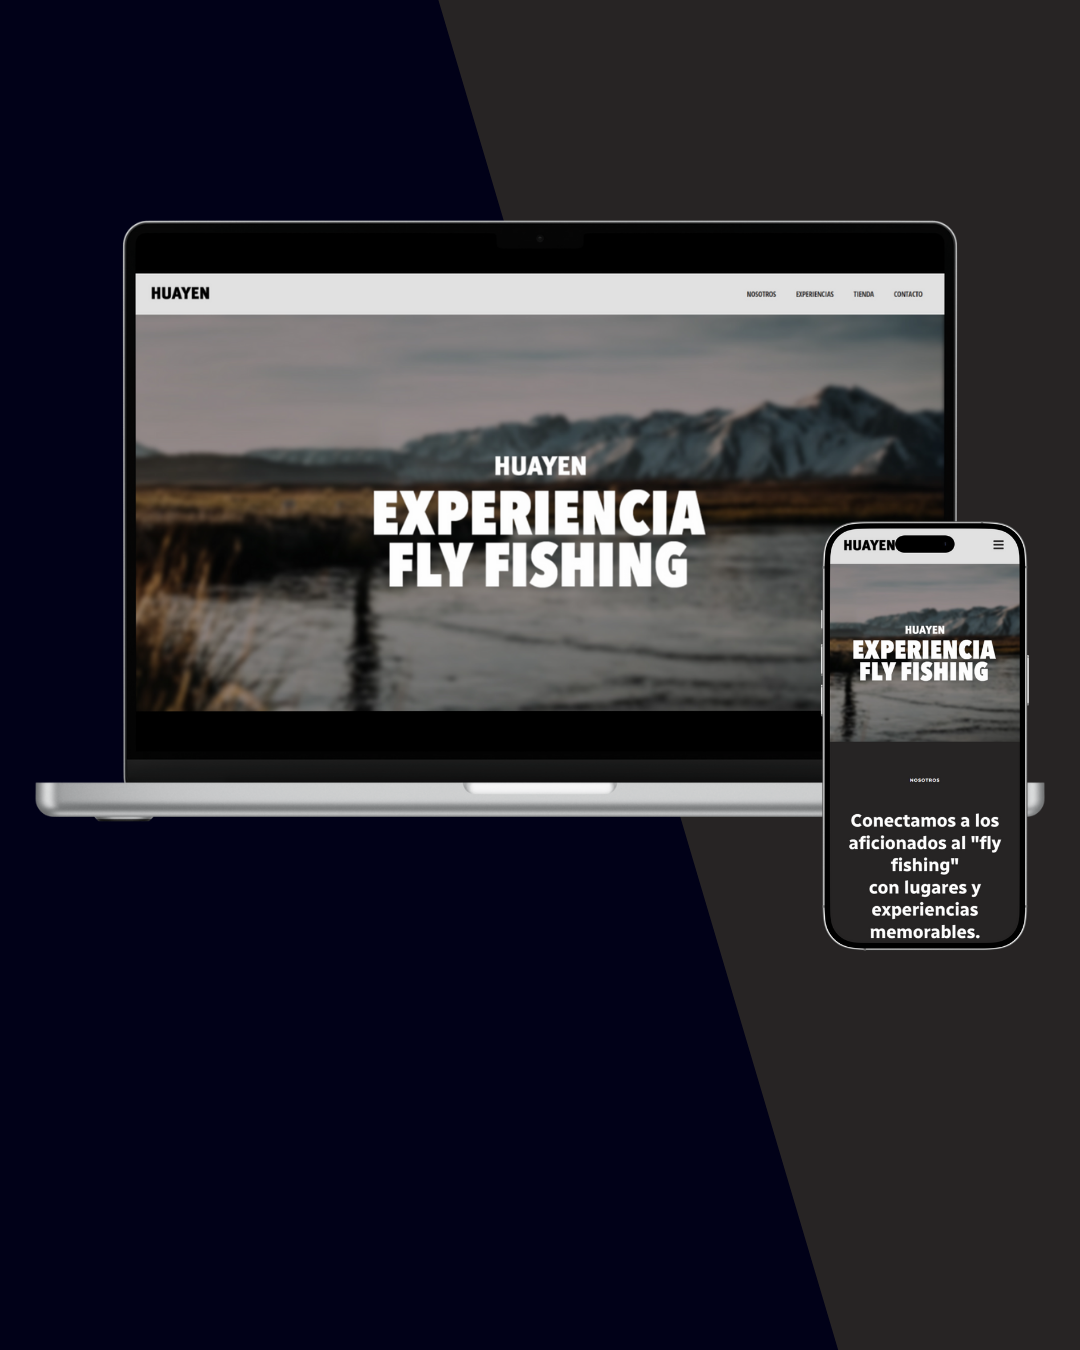 HUAYEN
NOSOTROS EXPERIENCIAS TIENDA CONTACTO
HUAYEN
EXPERIENCIA
FLY FISHING
HUAYEN
HUAYEN
EXPERIENCIA
FLY FISHING
NOSOTROS
Conectamos a los
aficionados al "fly
fishing"
con lugares y
experiencias
memorables.